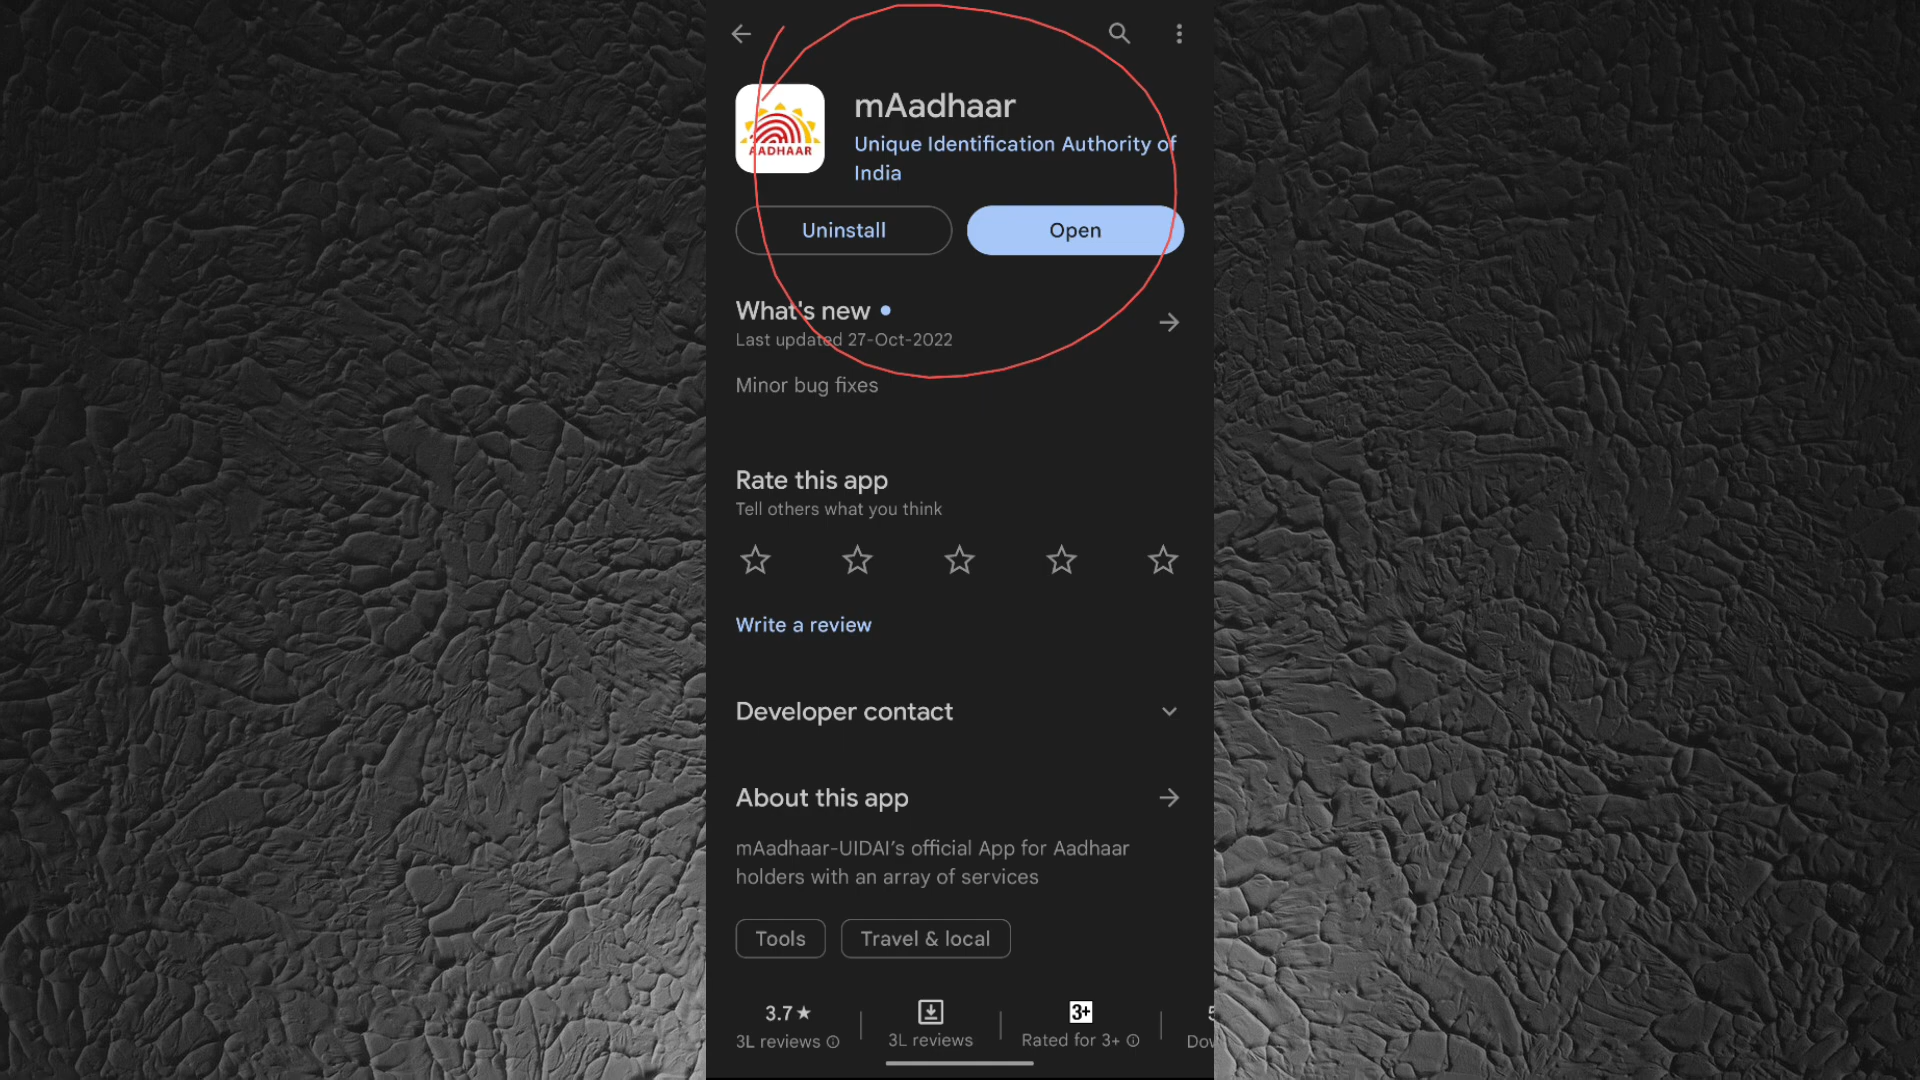 mAadhaar
AADHAAR
Unique Identification Authority of
India
Uninstall
Open
What's new
Last updated 27-Oct-2022
Minor bug fixes
Rate this app
Tell others what you think
Write a review
Developer contact
About this app
mAadhaar-UIDAI’s official App for Aadhaar
holders with an array of services
Tools
Travel & local
3.7★
3L reviews
3L reviews
3+
Rated for 3+